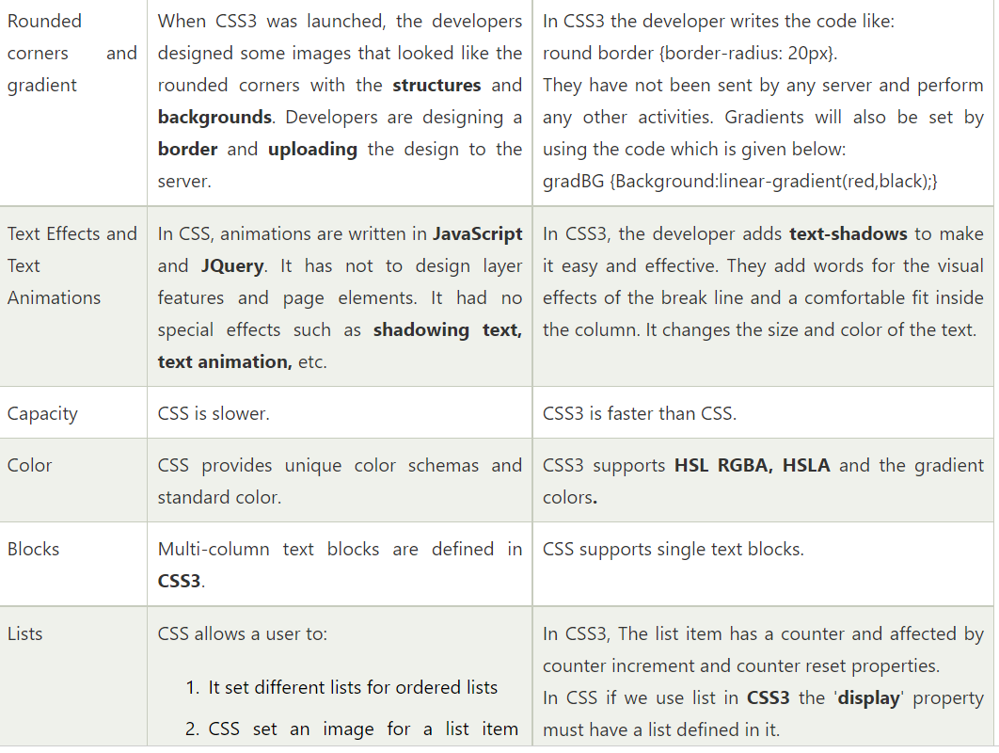 Rounded
corners and
gradient
When CSS3 was launched, the developers
designed some images that looked like the
rounded corners with the structures and
backgrounds. Developers are designing a
border and uploading the design to the
server.
In CSS3 the developer writes the code like:
round border {border-radius: 20px}.
They have not been sent by any server and perform
any other activities. Gradients will also be set by
using the code which is given below:
gradBG {Background:linear-gradient(red,black);}
Text Effects and
Text
Animations
In CSS, animations are written in JavaScript
and JQuery. It has not to design layer
features and page elements. It had no
special effects such as shadowing text,
text animation, etc.
In CSS3, the developer adds text-shadows to make
it easy and effective. They add words for the visual
effects of the break line and a comfortable fit inside
the column. It changes the size and color of the text.
Capacity
CSS is slower.
CSS3 is faster than CSS.
Color
CSS provides unique color schemas and
standard color.
CSS3 supports HSL RGBA, HSLA and the gradient
colors.
Blocks
Multi-column text blocks are defined in
CSS3.
CSS supports single text blocks.
Lists
CSS allows a user to:
1. It set different lists for ordered lists
2. CSS set an image for a list item
In CSS3, The list item has a counter and affected by
counter increment and counter reset properties.
In CSS if we use list in CSS3 the 'display' property
must have a list defined in it.